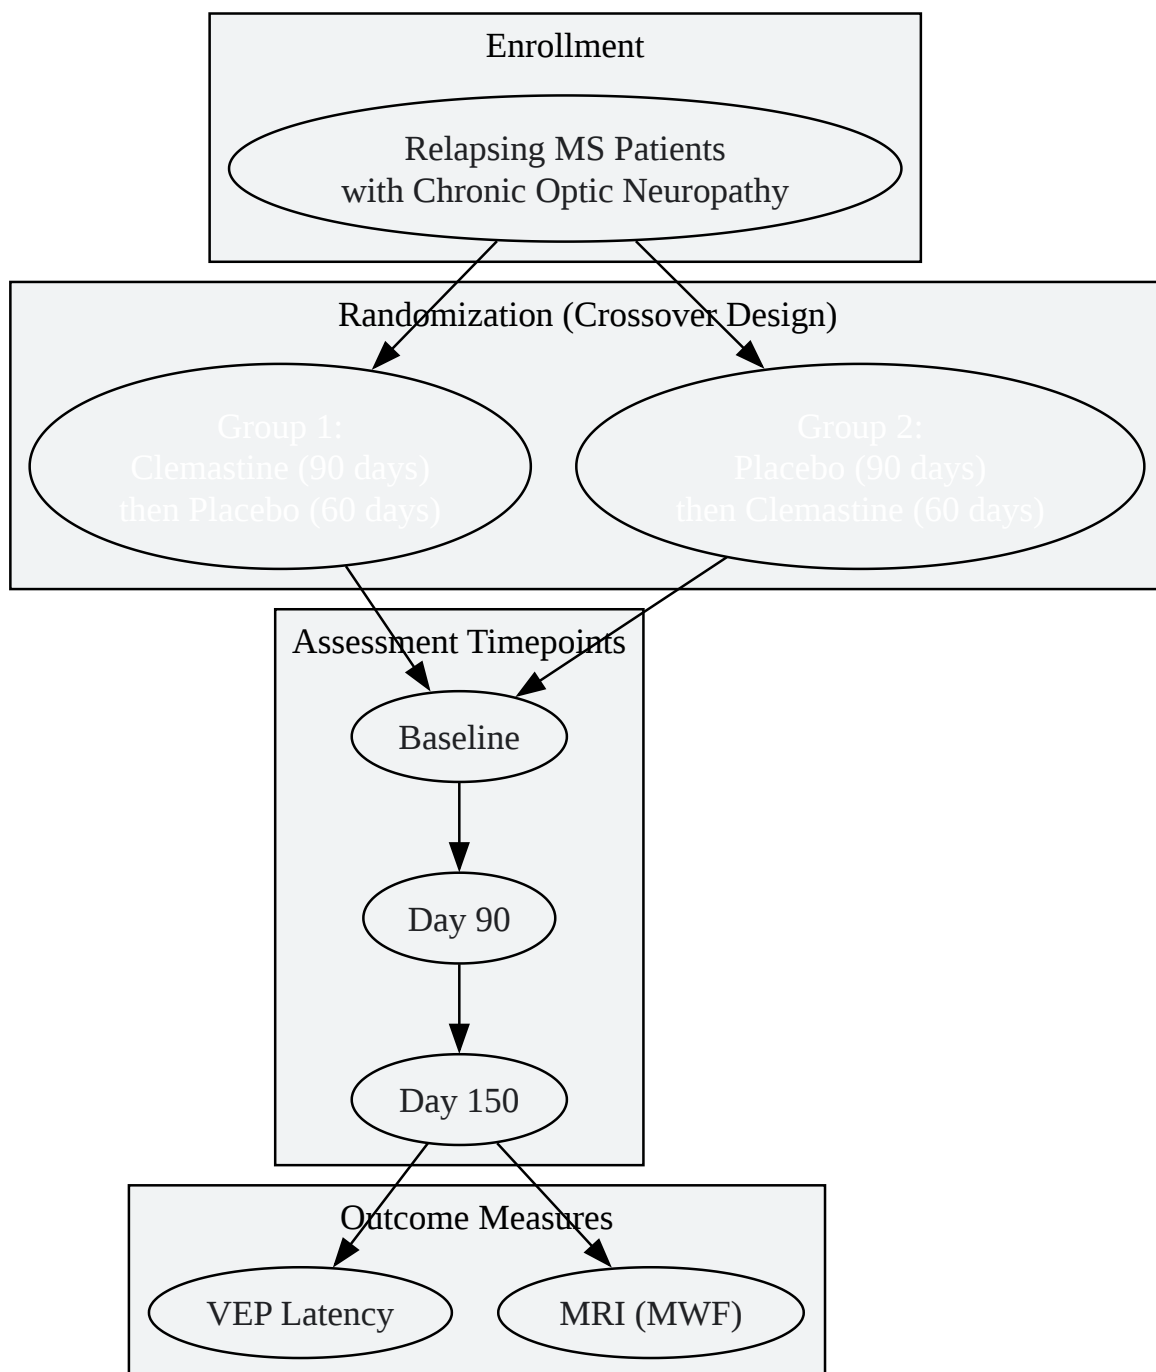 Enrollment
Relapsing MS Patients
with Chronic Optic Neuropathy
Randomization (Crossover Design)
Group 1:
Clemastine (90 days)
then Placebo (60 days)
Group 2:
Placebo (90 days)
then Clemastine (60 days)
Assessment Timepoints
Baseline
Day 90
Day 150
Outcome Measures
VEP Latency
MRI (MWF)